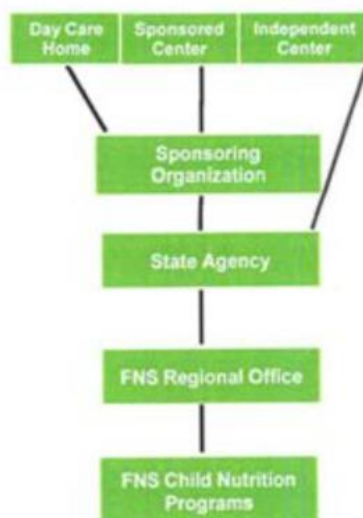 Day Care
Home
Sponsored
Center
Independent
Center
Sponsoring
Organization
State Agency
FNS Regional Office
FNS Child Nutrition
Programs